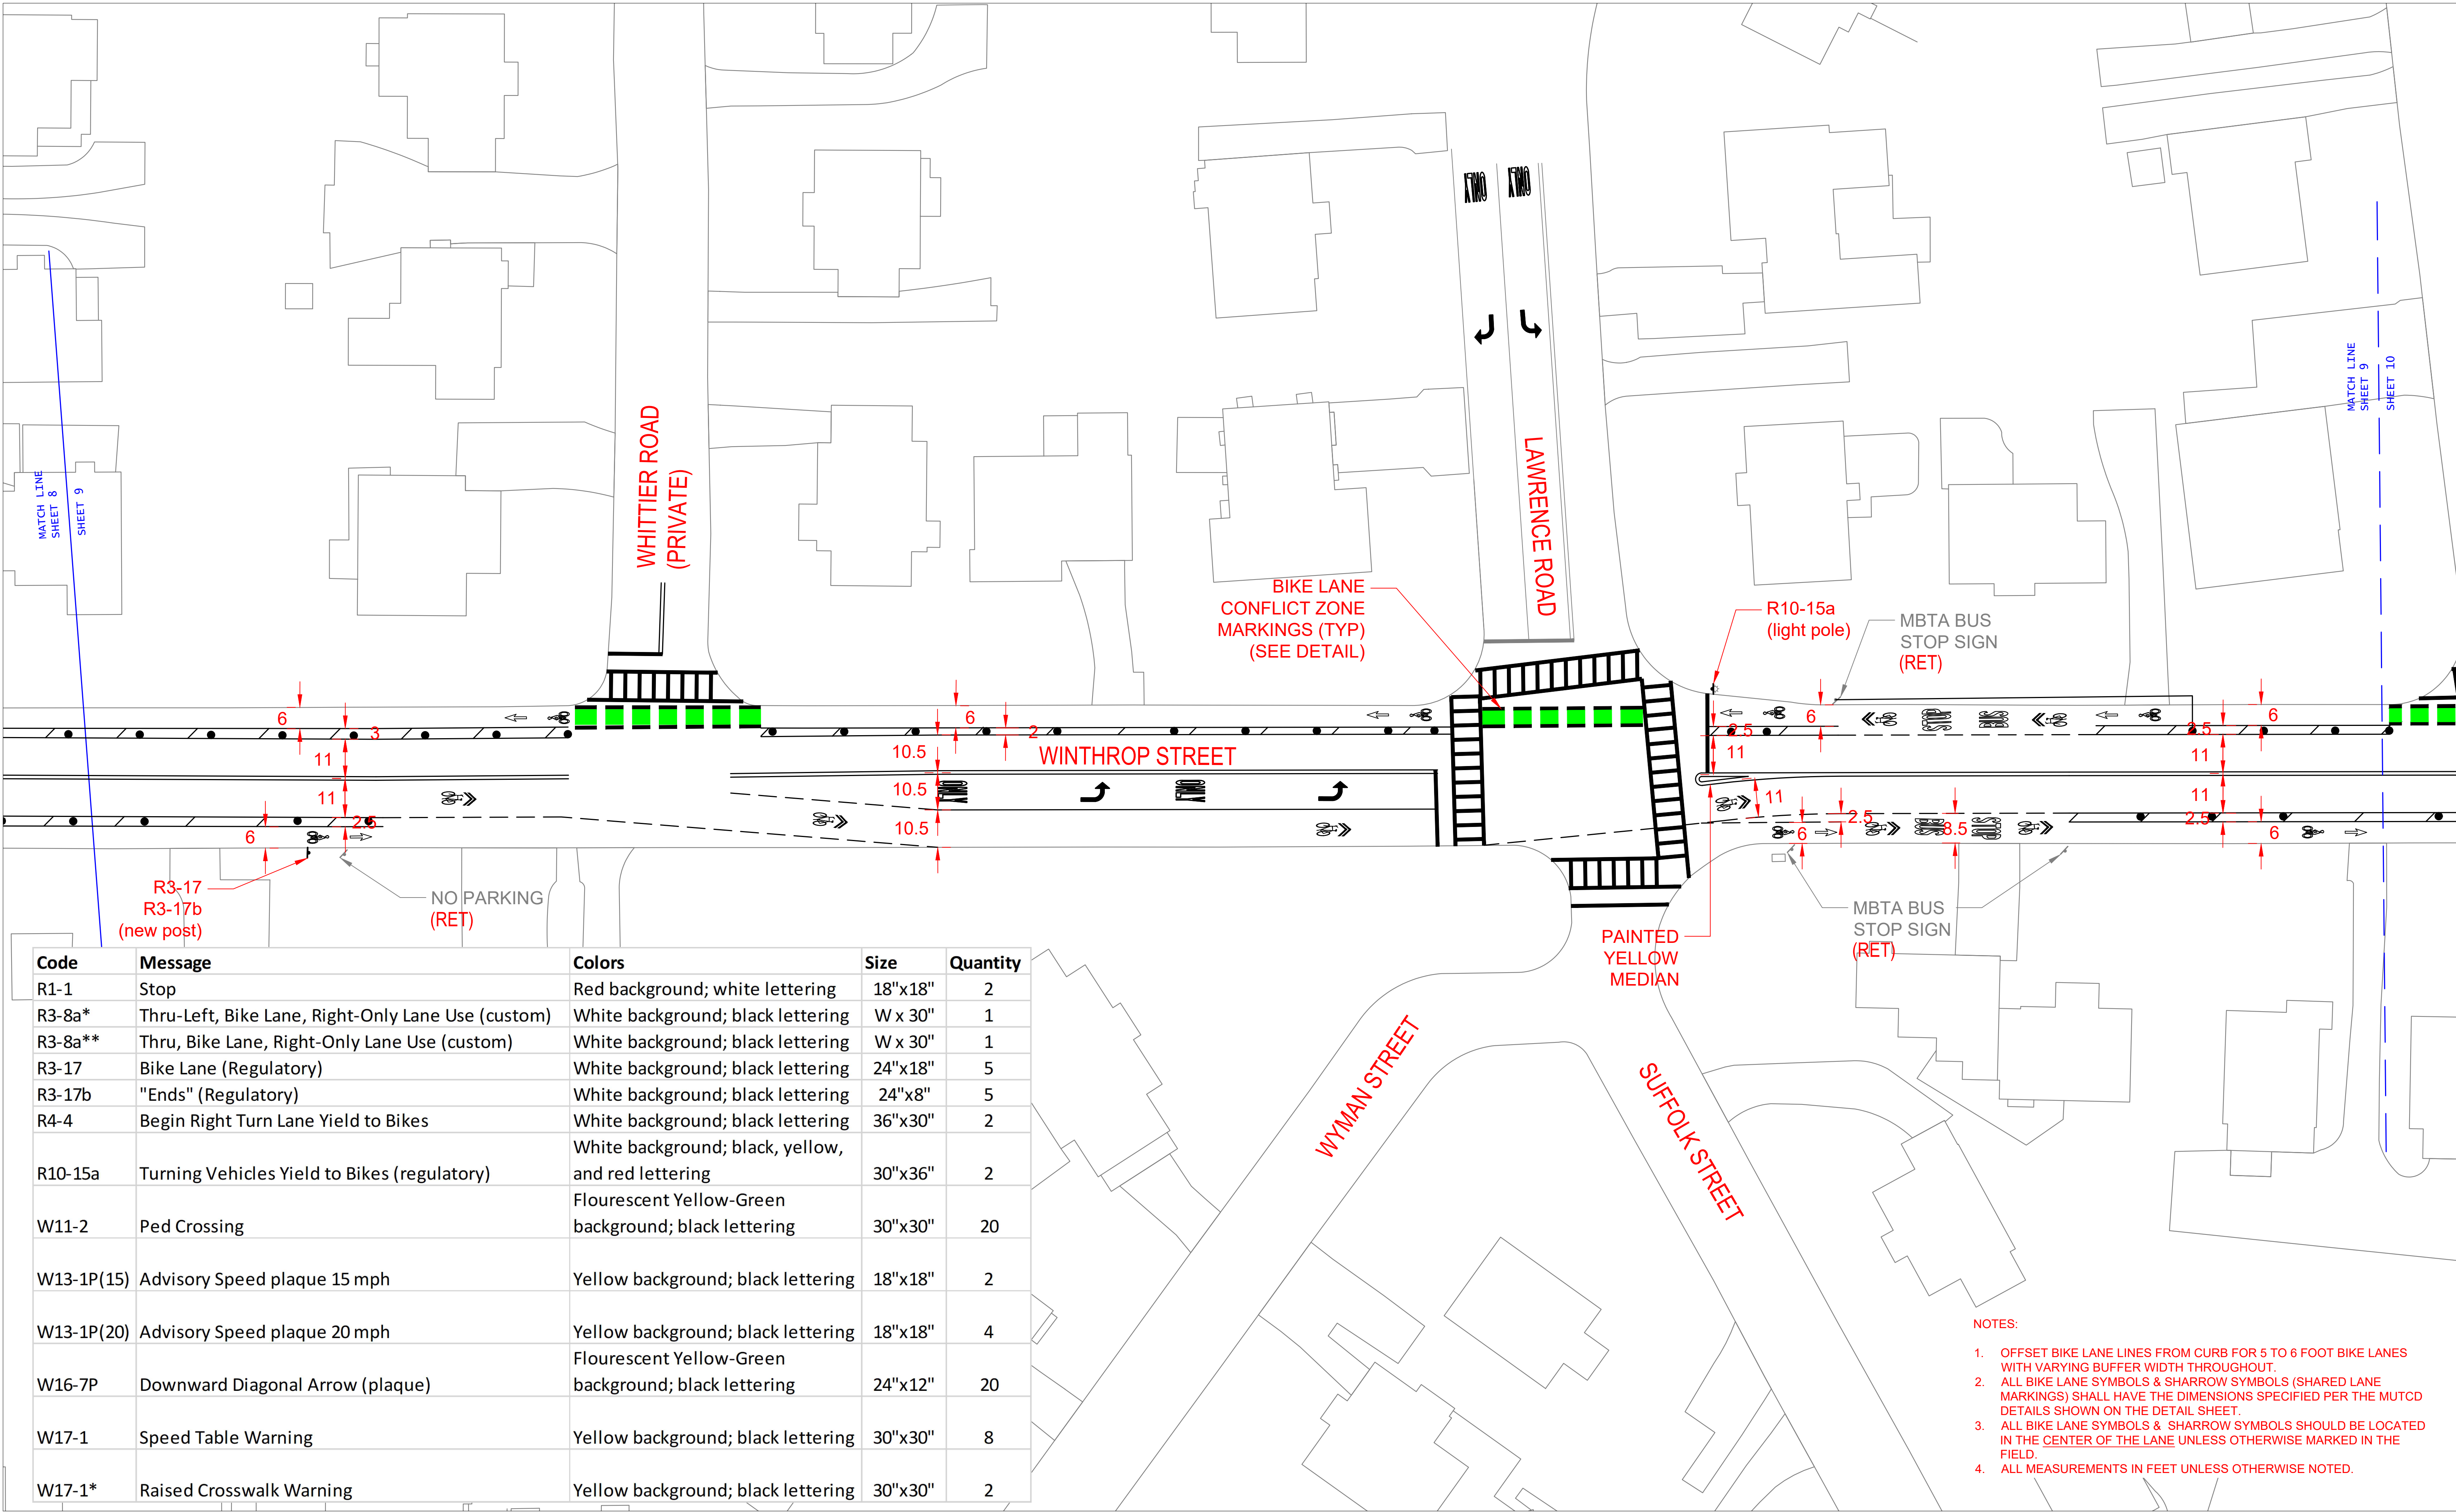 ONLY ONLY
MATCH LINE
SHEET 8
SHEET 9
WHITTIER ROAD
(PRIVATE)
LAWRENCE ROAD
MATCH LINE
SHEET 9
SHEET 10
BIKE LANE
CONFLICT ZONE
MARKINGS (TYP)
(SEE DETAIL)
R10-15a
(light pole)
MBTA BUS
STOP SIGN
(RET)
6
3
11
11
2.5
6
6
2
10.5
10.5
10.5
WINTHROP STREET
ONLY
ONLY
2.5
11
6
STOP
BUS
2.5
6
11
11
2.5
6
11
6
2.5
BUS
8.5
STOP
R3-17
R3-17b
(new post)
NO PARKING
(RET)
PAINTED
YELLOW
MEDIAN
MBTA BUS
STOP SIGN
(RET)
WYMAN STREET
SUFFOLK STREET
Code Message Colors Size Quantity
R1-1 Stop Red background; white lettering 18"x18" 2
R3-8a* Thru-Left, Bike Lane, Right-Only Lane Use (custom) White background; black lettering W x 30" 1
R3-8a** Thru, Bike Lane, Right-Only Lane Use (custom) White background; black lettering W x 30" 1
R3-17 Bike Lane (Regulatory) White background; black lettering 24"x18" 5
R3-17b "Ends" (Regulatory) White background; black lettering 24"x8" 5
R4-4 Begin Right Turn Lane Yield to Bikes White background; black lettering 36"x30" 2
White background; black, yellow,
R10-15a Turning Vehicles Yield to Bikes (regulatory) and red lettering 30"x36" 2
Flourescent Yellow-Green
W11-2 Ped Crossing background; black lettering 30"x30" 20
W13-1P(15) Advisory Speed plaque 15 mph Yellow background; black lettering 18"x18" 2
W13-1P(20) Advisory Speed plaque 20 mph Yellow background; black lettering 18"x18" 4
Flourescent Yellow-Green
W16-7P Downward Diagonal Arrow (plaque) background; black lettering 24"x12" 20
W17-1 Speed Table Warning Yellow background; black lettering 30"x30" 8
W17-1* Raised Crosswalk Warning Yellow background; black lettering 30"x30" 2
NOTES:
1. OFFSET BIKE LANE LINES FROM CURB FOR 5 TO 6 FOOT BIKE LANES
WITH VARYING BUFFER WIDTH THROUGHOUT.
2. ALL BIKE LANE SYMBOLS & SHARROW SYMBOLS (SHARED LANE
MARKINGS) SHALL HAVE THE DIMENSIONS SPECIFIED PER THE MUTCD
DETAILS SHOWN ON THE DETAIL SHEET.
3. ALL BIKE LANE SYMBOLS & SHARROW SYMBOLS SHOULD BE LOCATED
IN THE CENTER OF THE LANE UNLESS OTHERWISE MARKED IN THE
FIELD.
4. ALL MEASUREMENTS IN FEET UNLESS OTHERWISE NOTED.